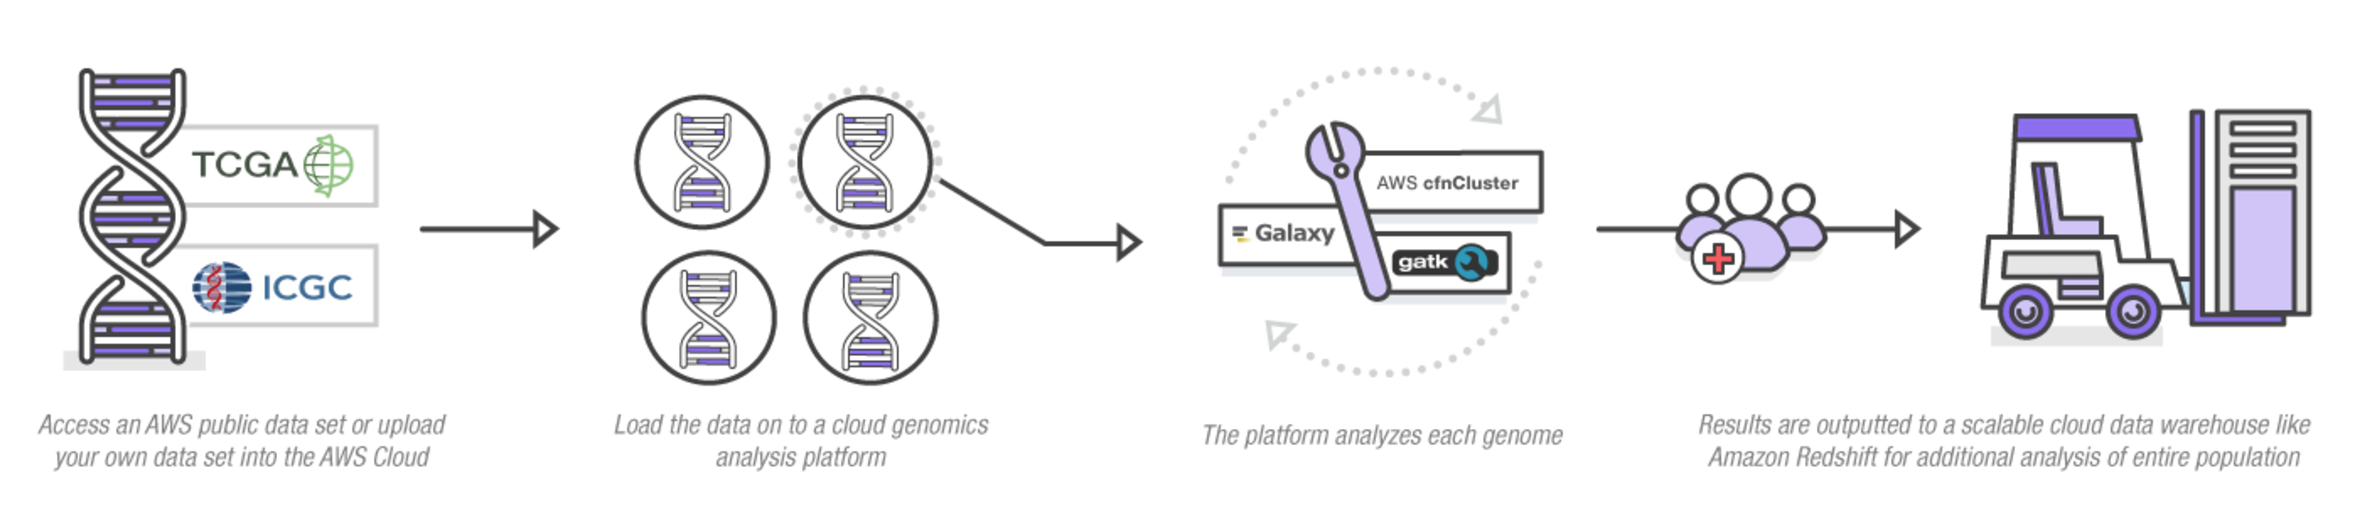 TCGA
ICGC
AWS cfnCluster
Galaxy
gatk
Access an AWS public data set or upload
your own data set into the AWS Cloud
Load the data on to a cloud genomics
analysis platform
The platform analyzes each genome
Results are outputted to a scalable cloud data warehouse like
Amazon Redshift for additional analysis of entire population